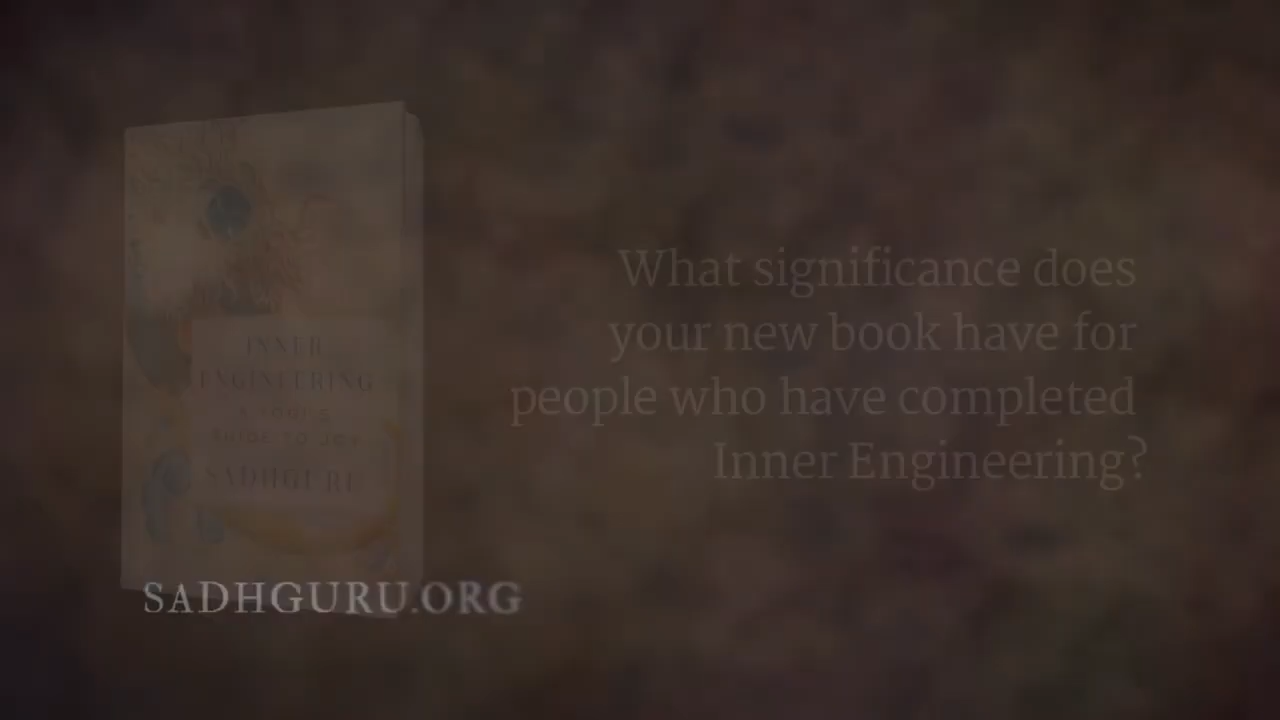 INNER
ENGINEERING
A YOGI'S
GUIDE TO JOY
SADHGURU
SADHGURU.ORG
What significance does
your new book have for
people who have completed
Inner Engineering?